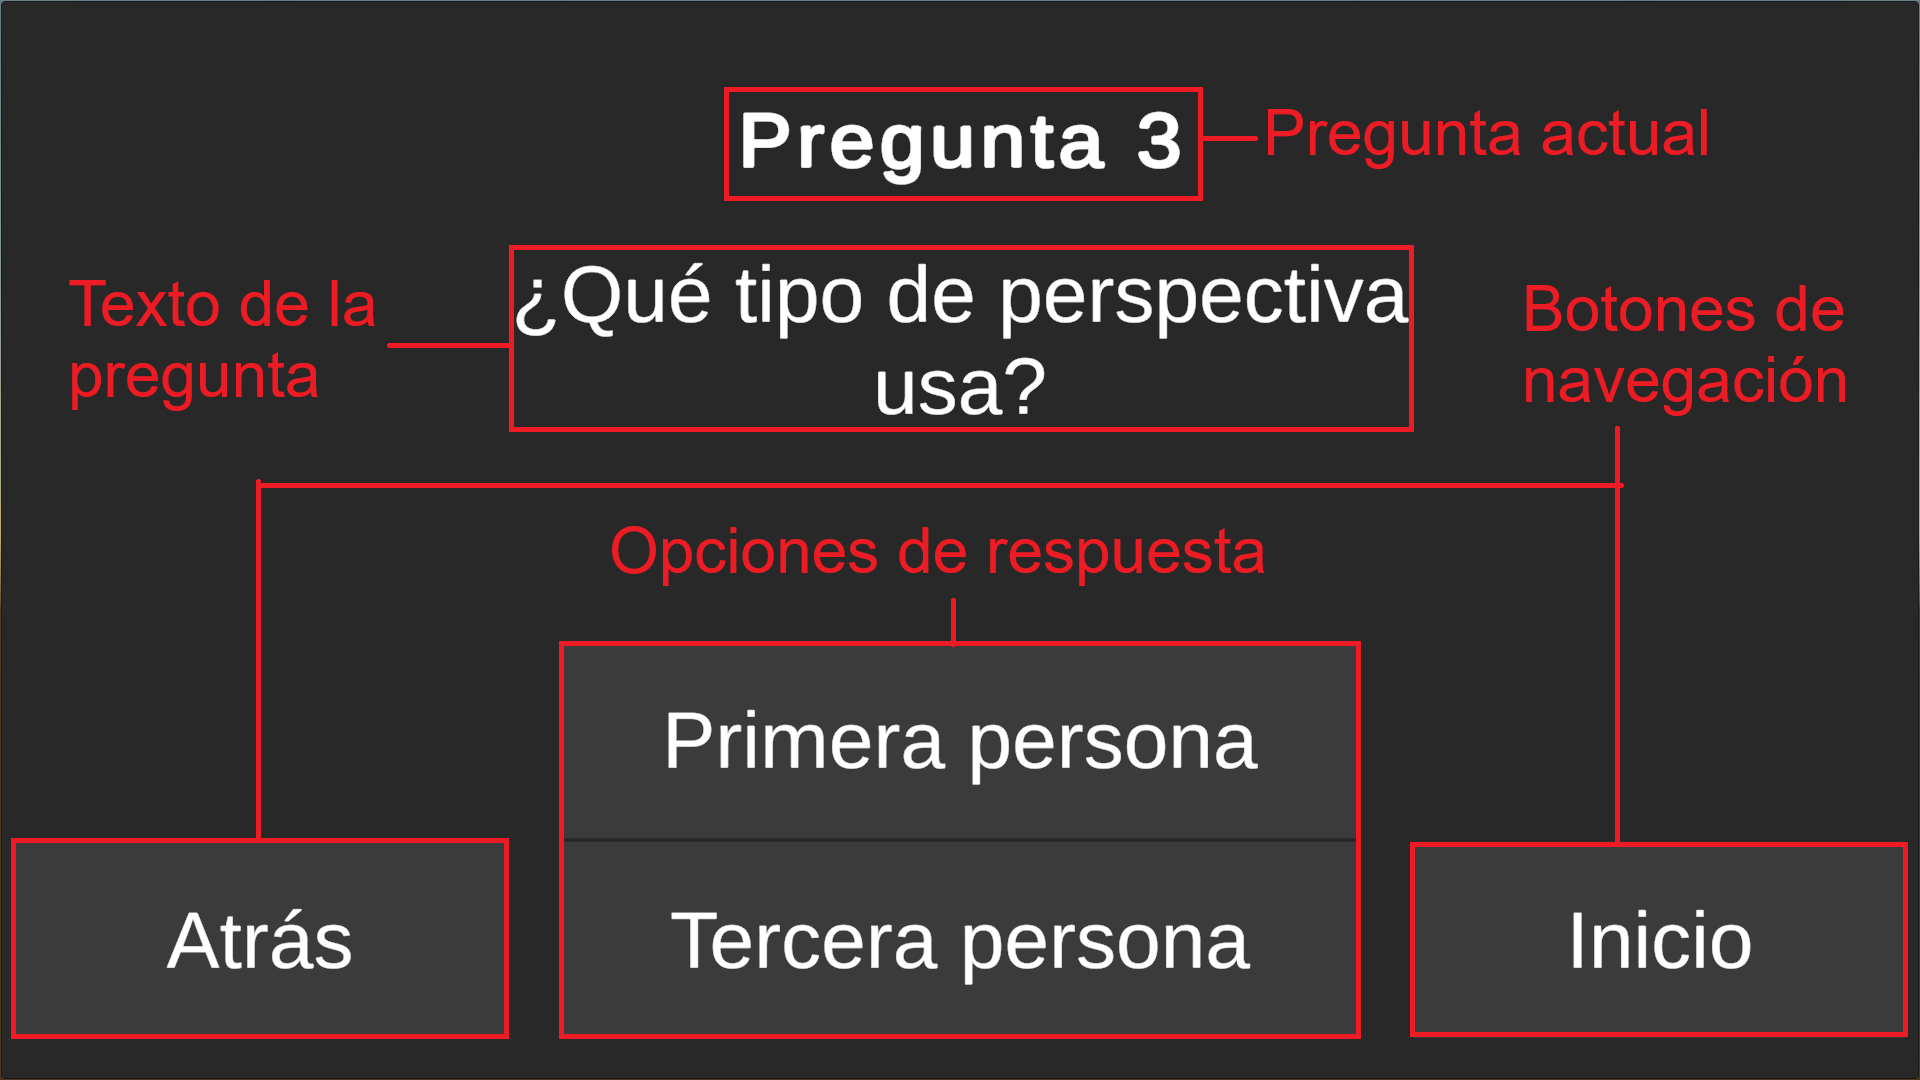 Pregunta 3
Pregunta actual
Texto de la
pregunta
¿Qué tipo de perspectiva
usa?
Botones de
navegación
Opciones de respuesta
Primera persona
Tercera persona
Atrás
Inicio